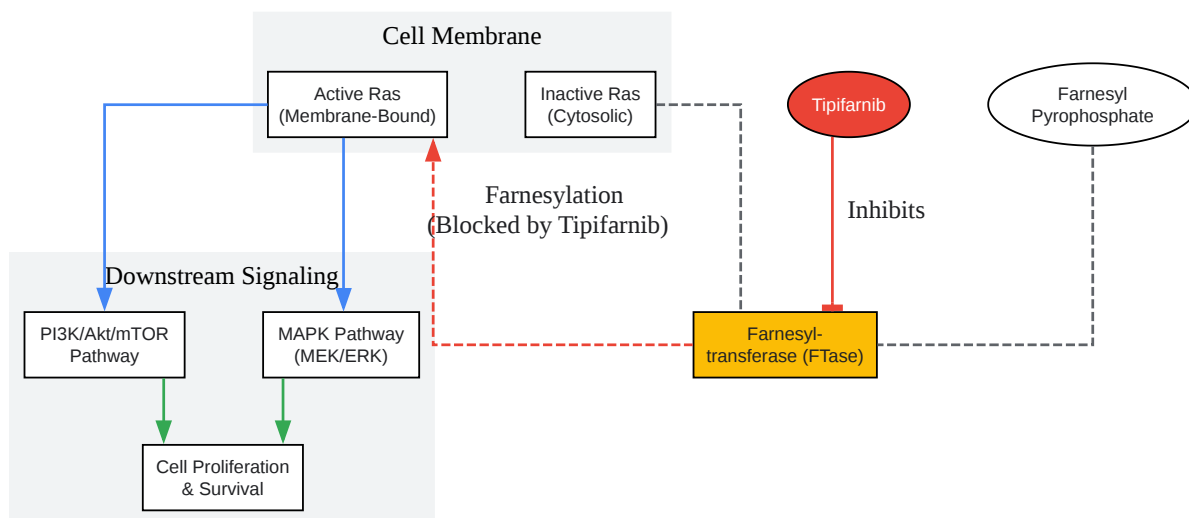 Cell Membrane
Active Ras
(Membrane-Bound)
Inactive Ras
(Cytosolic)
Tipifarnib
Farnesyl
Pyrophosphate
Farnesylation
(Blocked by Tipifarnib)
Inhibits
Downstream Signaling
PI3K/Akt/mTOR
Pathway
MAPK Pathway
(MEK/ERK)
Farnesyl-
transferase (FTase)
Cell Proliferation
& Survival